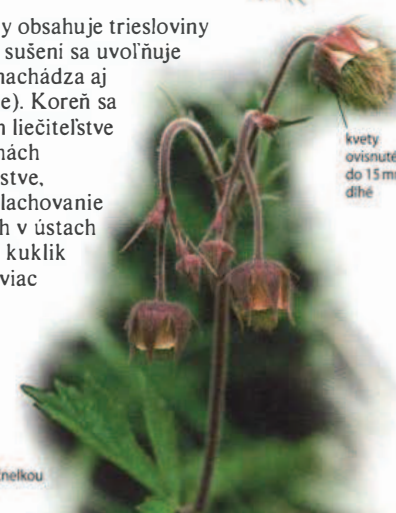 y obsahuje triesloviny
sušení sa uvoľňuje
nachádza aj
e). Koreň sa
liečiteľstve
nách
stve,
lachovanie
h v ústach
kuklik
viac
kvety
ovisnuté
do 15 mm
dlhé
nelkou